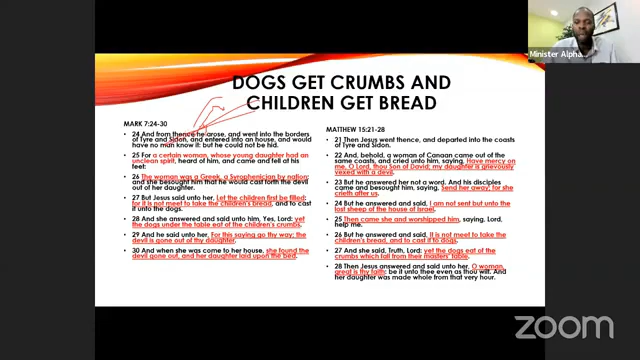 Minister Alpha
DOGS GET CRUMBS AND
CHILDREN GET BREAD
MARK 7:24-30
24 And from thence he arose, and went into the borders
of Tyre and Sidon, and entered into an house, and would
have no man know it: but he could not be hid.
25 For a certain woman, whose young daughter had an
unclean spirit, heard of him, and came and fell at his
feet:
26 The woman was a Greek, a Syrophenician by nation;
and she besought him that he would cast forth the devil
out of her daughter.
27 But Jesus said unto her, Let the children first be filled:
for it is not meet to take the children's bread, and to cast
it unto the dogs.
28 And she answered and said unto him, Yes, Lord: yet
the dogs under the table eat of the children's crumbs.
29 And he said unto her, For this saying go thy way; the
devil is gone out of thy daughter.
30 And when she was come to her house, she found the
devil gone out, and her daughter laid upon the bed.
MATTHEW 15:21-28
21 Then Jesus went thence, and departed into the coasts
of Tyre and Sidon.
22 And, behold, a woman of Canaan came out of the
same coasts, and cried unto him, saying, Have mercy on
me, O Lord, thou Son of David; my daughter is grievously
vexed with a devil.
23 But he answered her not a word. And his disciples
came and besought him, saying, Send her away; for she
crieth after us.
24 But he answered and said, I am not sent but unto the
lost sheep of the house of Israel.
25 Then came she and worshipped him, saying, Lord,
help me.
26 But he answered and said, It is not meet to take the
children's bread, and to cast it to dogs.
27 And she said, Truth, Lord: yet the dogs eat of the
crumbs which fall from their masters' table.
28 Then Jesus answered and said unto her, O woman,
great is thy faith: be it unto thee even as thou wilt. And
her daughter was made whole from that very hour.
zoom